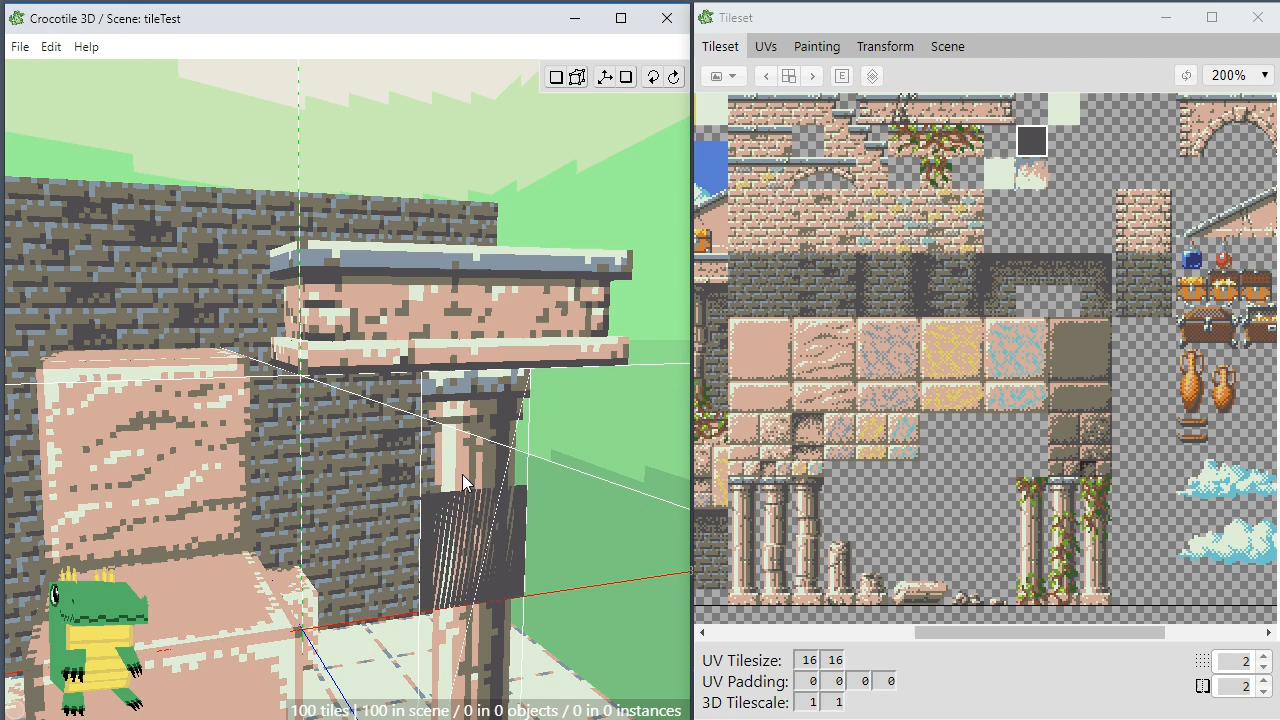 Crocotile 3D / Scene: tileTest
File Edit Help
100 tiles | 100 in scene / 0 in 0 objects / 0 in 0 instances
Tileset
Tileset UVs Painting Transform Scene
E 200%
UV Tilesize: 16 16
UV Padding: 0 0 0 0
3D Tilescale: 1 1
2
2